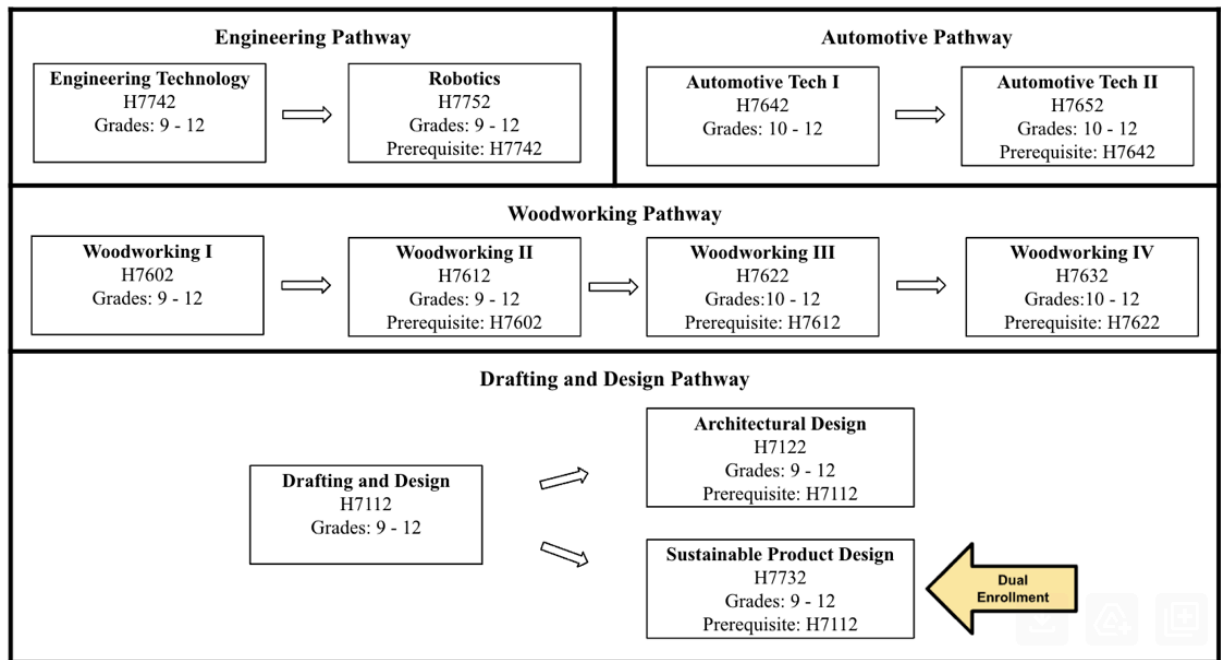 Engineering Pathway
Engineering Technology
H7742
Grades: 9 - 12
Robotics
H7752
Grades: 9 - 12
Prerequisite: H7742
Automotive Pathway
Automotive Tech I
H7642
Grades: 10 - 12
Automotive Tech II
H7652
Grades: 10 - 12
Prerequisite: H7642
Woodworking Pathway
Woodworking I
H7602
Grades: 9 - 12
Woodworking II
H7612
Grades: 9 - 12
Prerequisite: H7602
Woodworking III
H7622
Grades:10 - 12
Prerequisite: H7612
Woodworking IV
H7632
Grades:10 - 12
Prerequisite: H7622
Drafting and Design Pathway
Drafting and Design
H7112
Grades: 9 - 12
Architectural Design
H7122
Grades: 9 - 12
Prerequisite: H7112
Sustainable Product Design
H7732
Grades: 9 - 12
Prerequisite: H7112
Dual
Enrollment